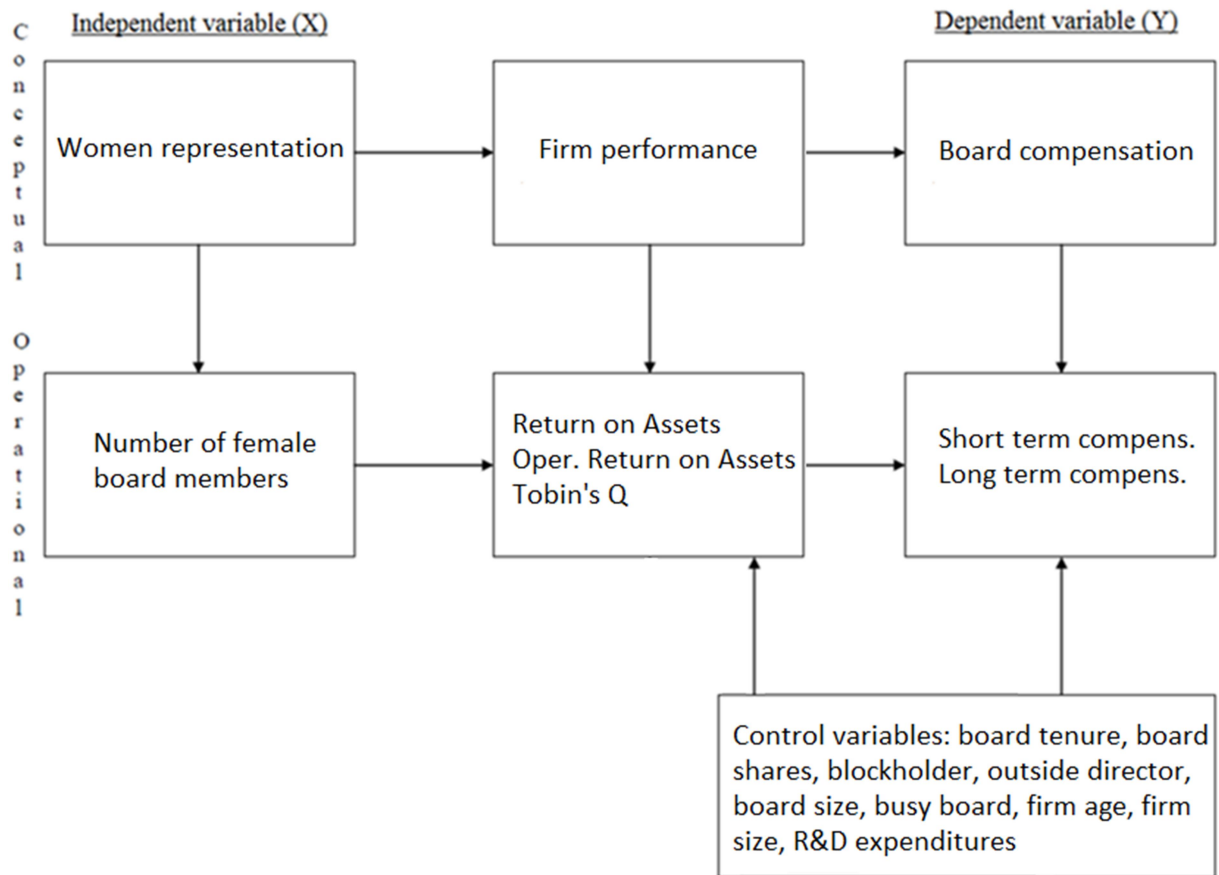 Independent variable (X)
Dependent variable (Y)
Conceptual
Women representation
Firm performance
Board compensation
Operational
Number of female
board members
Return on Assets
Oper. Return on Assets
Tobin's Q
Short term compens.
Long term compens.
Control variables: board tenure, board
shares, blockholder, outside director,
board size, busy board, firm age, firm
size, R&D expenditures